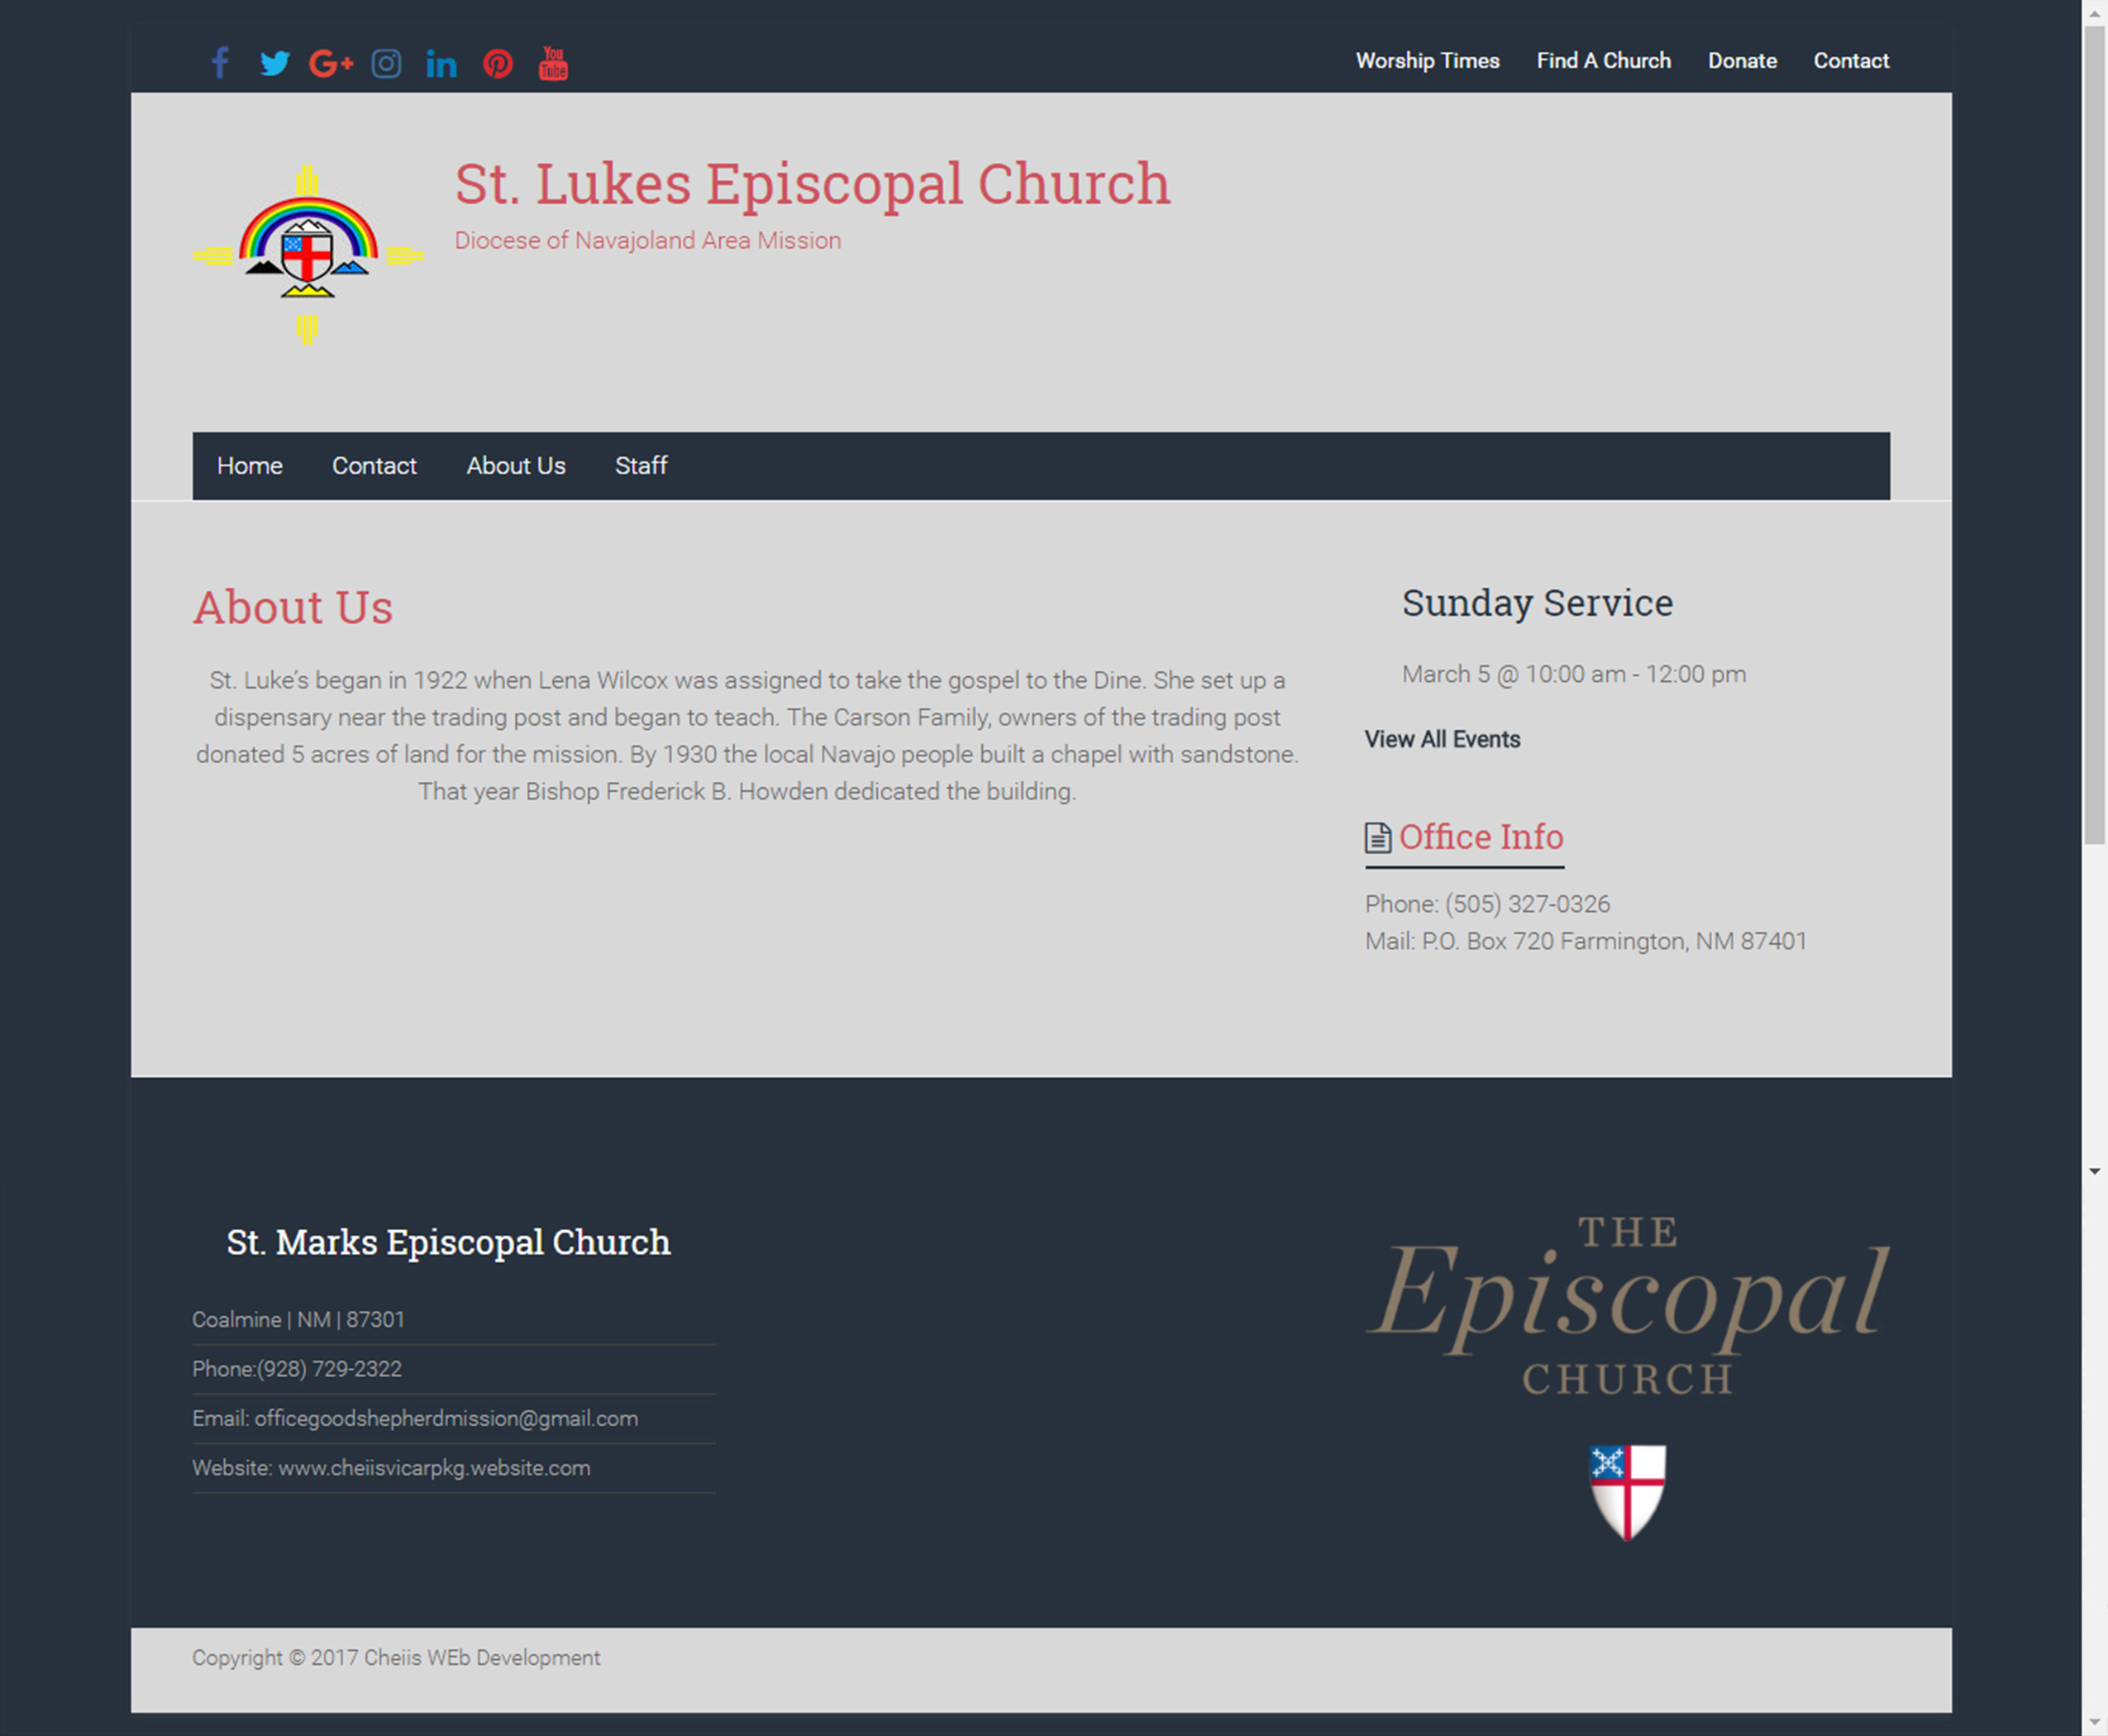 Worship Times Find A Church Donate Contact
You
Tube
St. Lukes Episcopal Church
Diocese of Navajoland Area Mission
Home Contact About Us Staff
About Us
St. Luke’s began in 1922 when Lena Wilcox was assigned to take the gospel to the Dine. She set up a
dispensary near the trading post and began to teach. The Carson Family, owners of the trading post
donated 5 acres of land for the mission. By 1930 the local Navajo people built a chapel with sandstone.
That year Bishop Frederick B. Howden dedicated the building.
Sunday Service
March 5 @ 10:00 am - 12:00 pm
View All Events
Office Info
Phone: (505) 327-0326
Mail: P.O. Box 720 Farmington, NM 87401
St. Marks Episcopal Church
Coalmine | NM | 87301
Phone:(928) 729-2322
Email: officegoodshepherdmission@gmail.com
Website: www.cheiisvicarpkg.website.com
THE
Episcopal
CHURCH
Copyright © 2017 Cheiis WEb Development